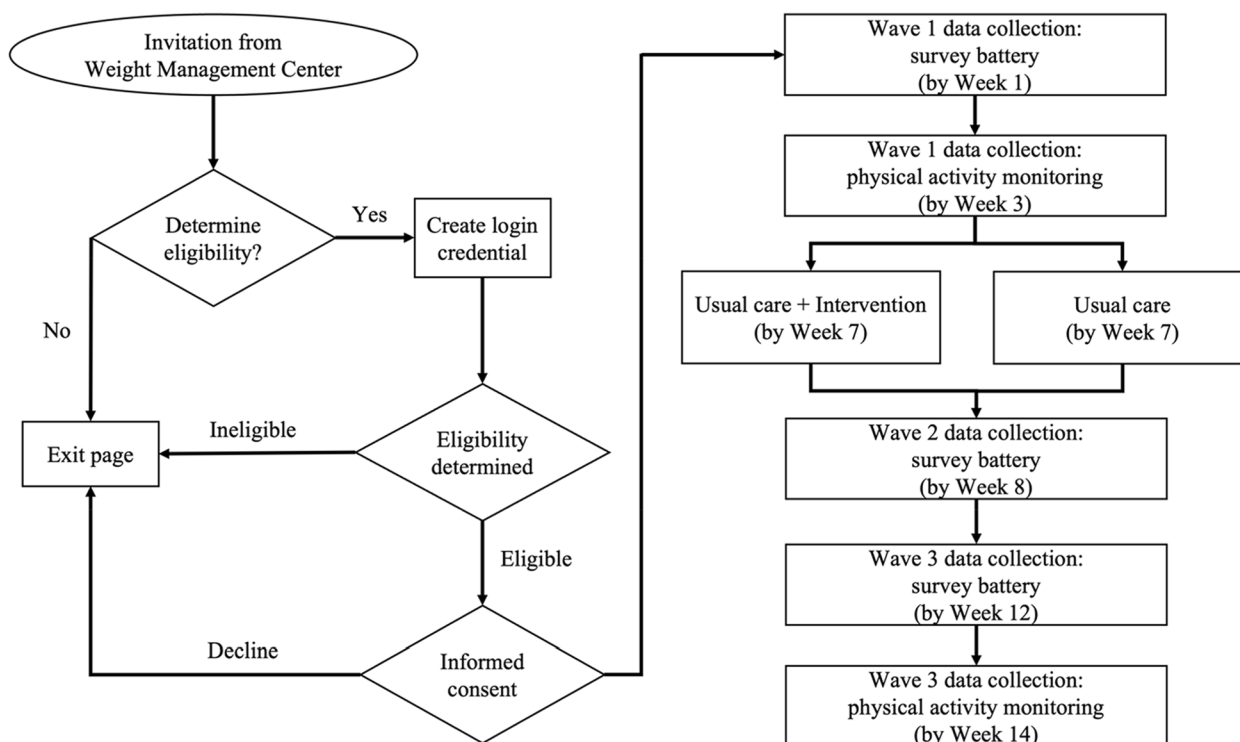 Invitation from
Weight Management Center
Determine
eligibility?
Yes
Create login
credential
No
Exit page
Ineligible
Eligibility
determined
Eligible
Decline
Informed
consent
Wave 1 data collection:
survey battery
(by Week 1)
Wave 1 data collection:
physical activity monitoring
(by Week 3)
Usual care + Intervention
(by Week 7)
Usual care
(by Week 7)
Wave 2 data collection:
survey battery
(by Week 8)
Wave 3 data collection:
survey battery
(by Week 12)
Wave 3 data collection:
physical activity monitoring
(by Week 14)